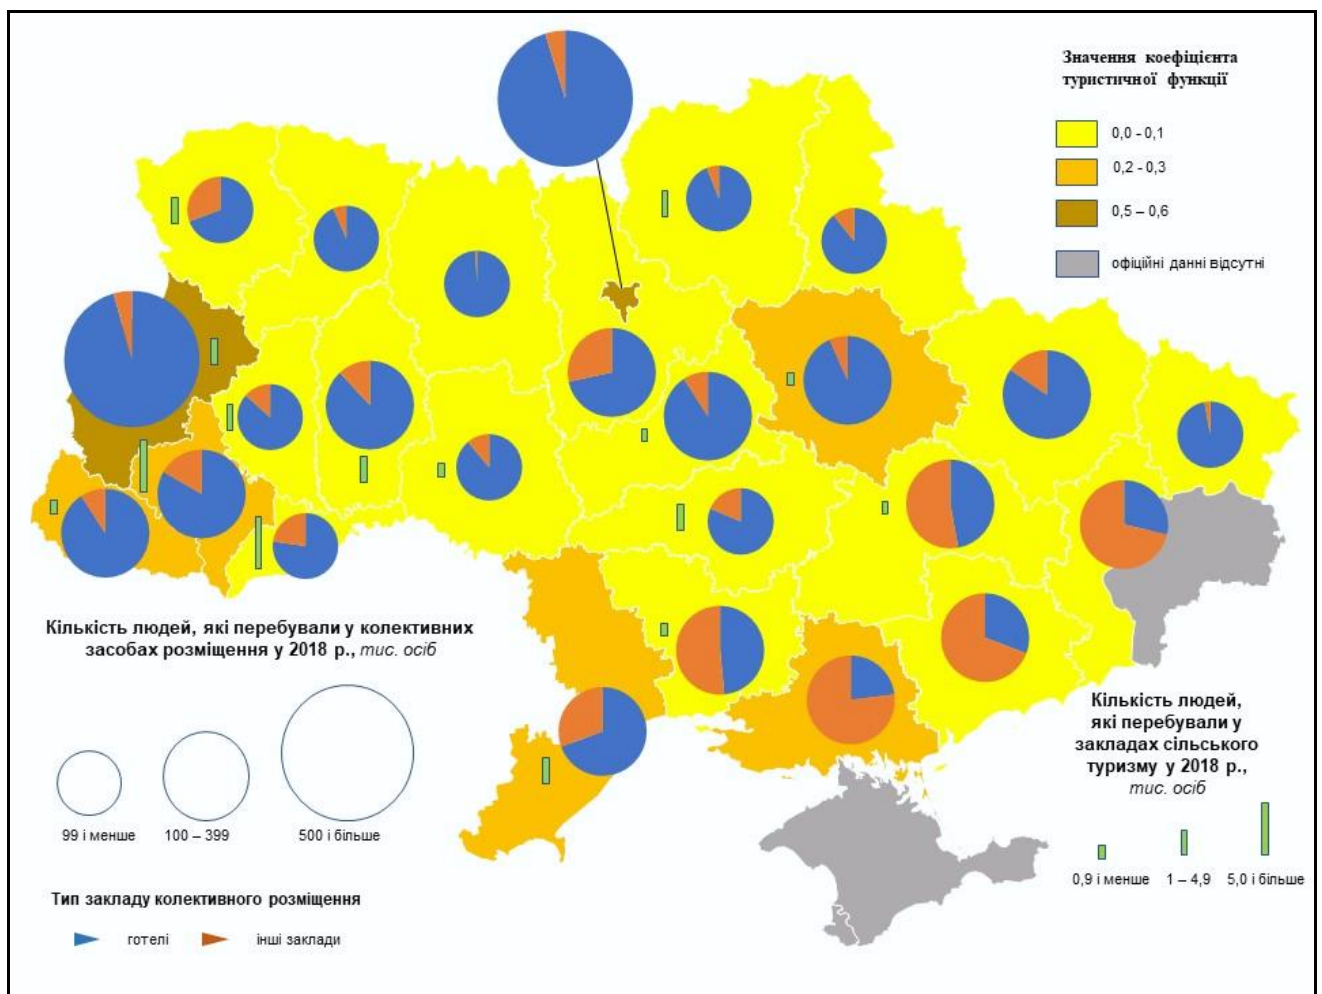 Значення коефіцієнта
туристичної функції
0,0 - 0,1
0,2 - 0,3
0,5 – 0,6
офіційні данні відсутні
Кількість людей, які перебували у колективних
засобах розміщення у 2018 р., тис. осіб
99 і менше
100 – 399
500 і більше
Тип закладу колективного розміщення
готелі
інші заклади
Кількість людей,
які перебували у
закладах сільського
туризму у 2018 р.,
тис. осіб
0,9 і менше
1 – 4,9
5,0 і більше